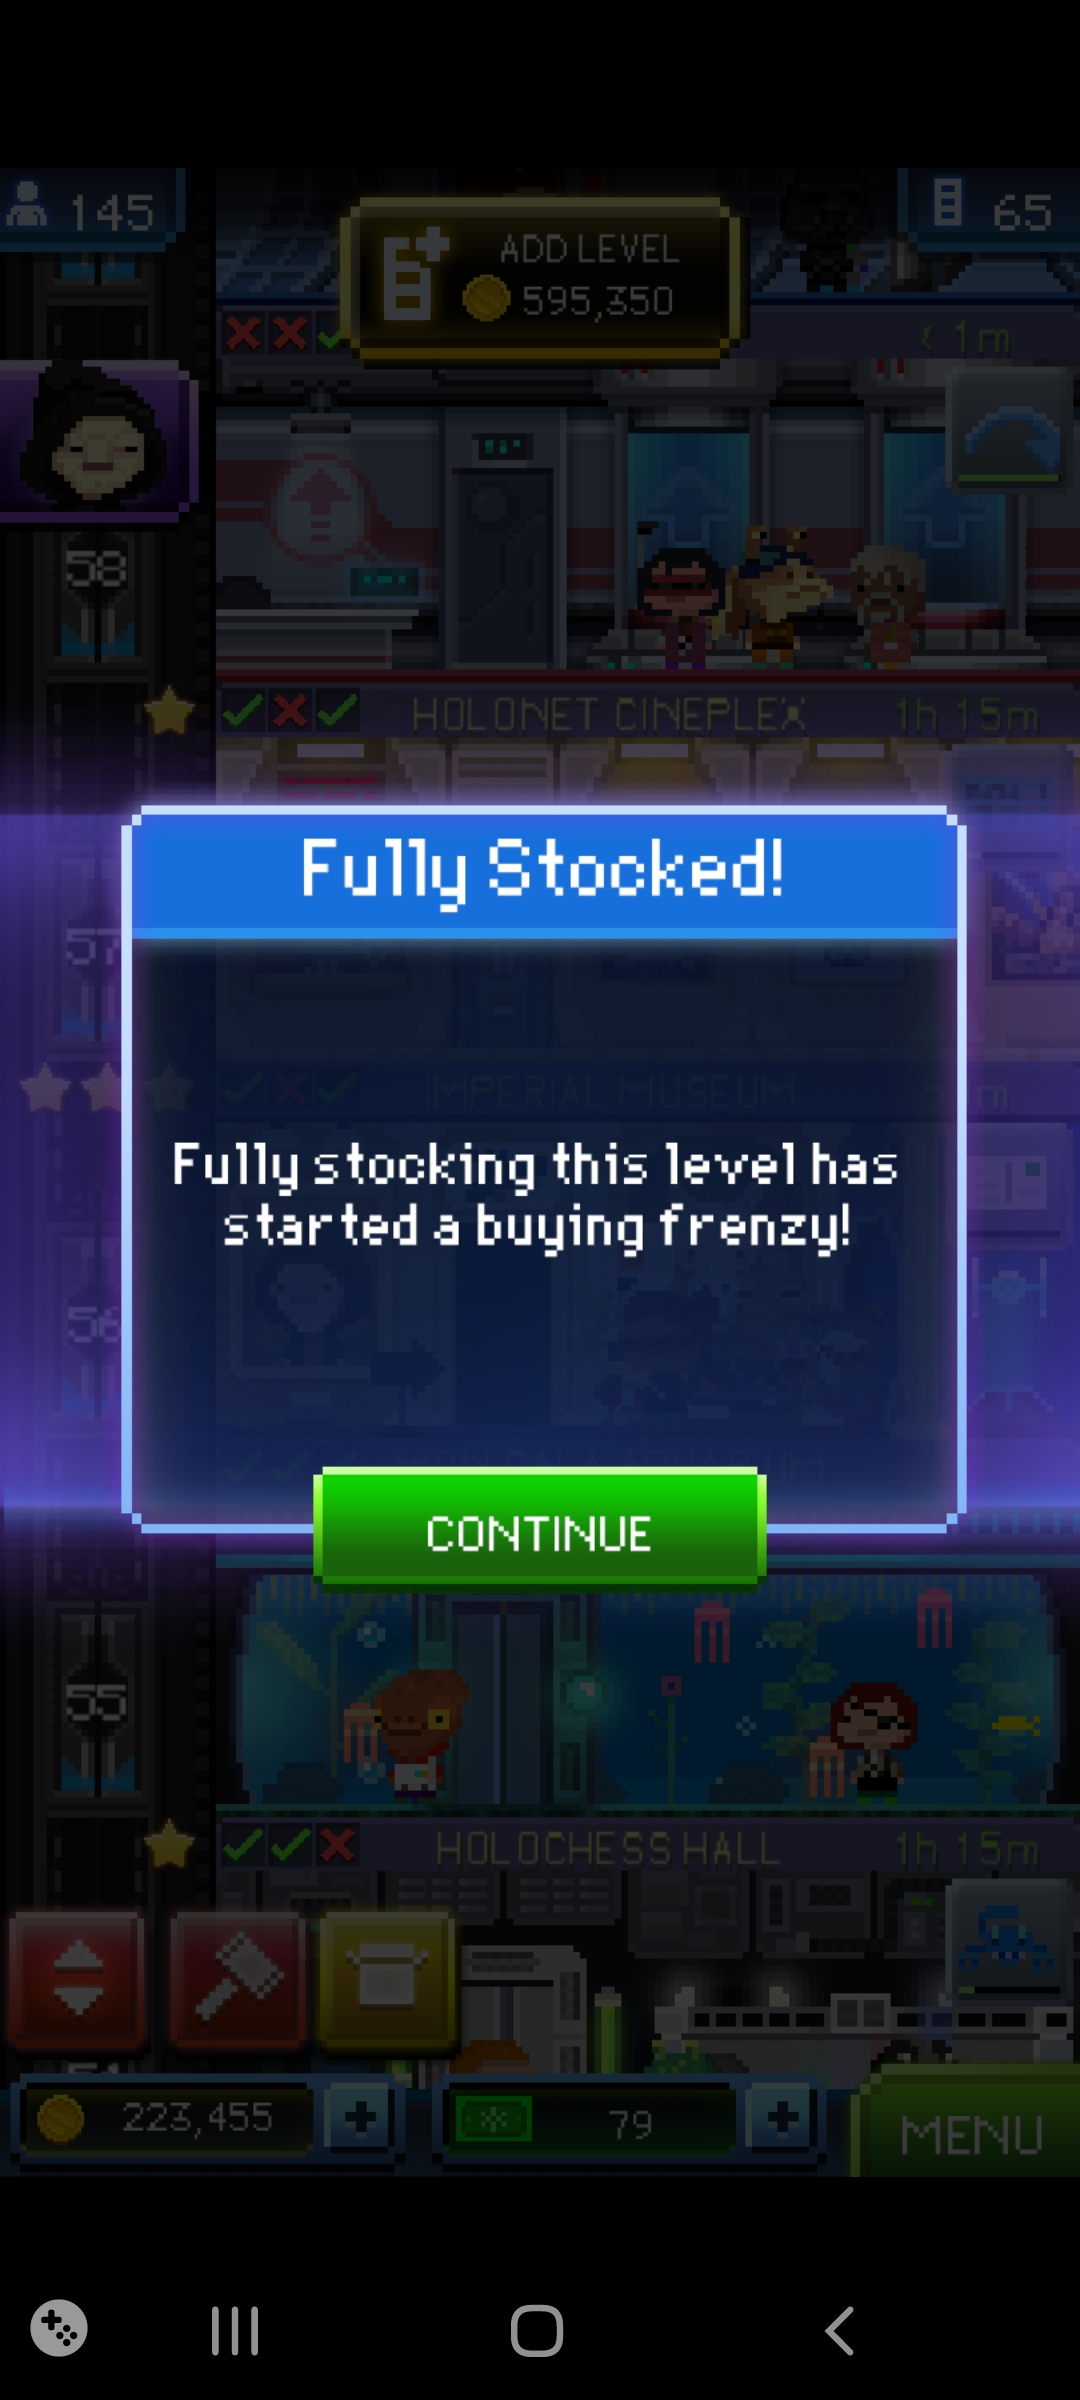 145
ADD LEVEL
595,350
65
< 1m
58
HOLONET CINEPLEX
1h 15m
Fully Stocked!
57
IMPERIAL MUSEUM
Fully stocking this level has
started a buying frenzy!
56
CONTINUE
55
HOLOCHESS HALL
1h 15m
223,455
79
MENU